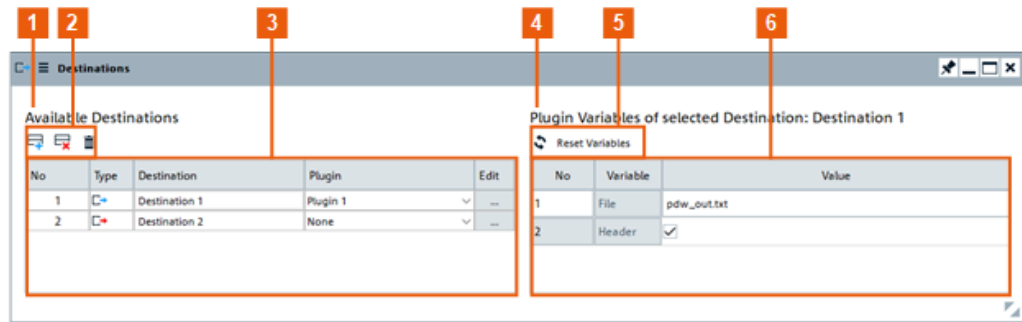 1 2 3 4 5 6
Destinations
Available Destinations
Plugin Variables of selected Destination: Destination 1
Reset Variables
No Type Destination Plugin Edit
1 Destination 1 Plugin 1 ...
2 Destination 2 None ...
No Variable Value
1 File pdw_out.txt
2 Header